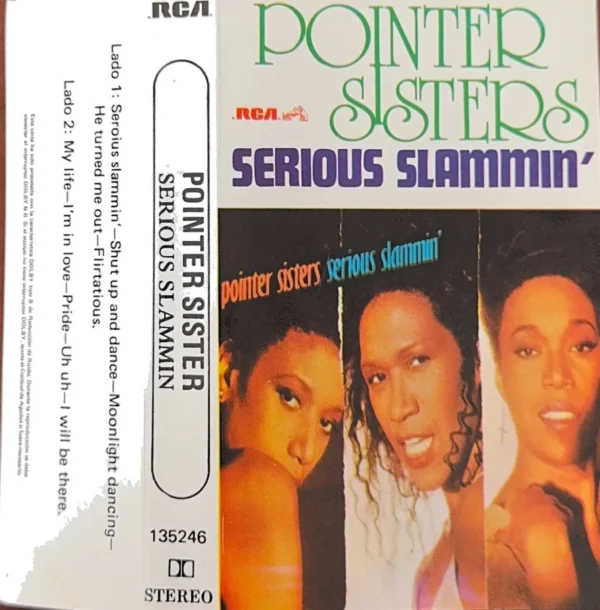 POINTER
SISTERS
RCA
SERIOUS SLAMMIN'
pointer sisters serious slammin'
RCA
POINTER SISTER
SERIOUS SLAMMIN
135246
STEREO
Lado 1: Seroius slammin'—Shut up and dance—Moonlight dancing—
He turned me out—Flirtatious.
Lado 2: My life—I'm in love—Pride—Uh uh—I will be there.